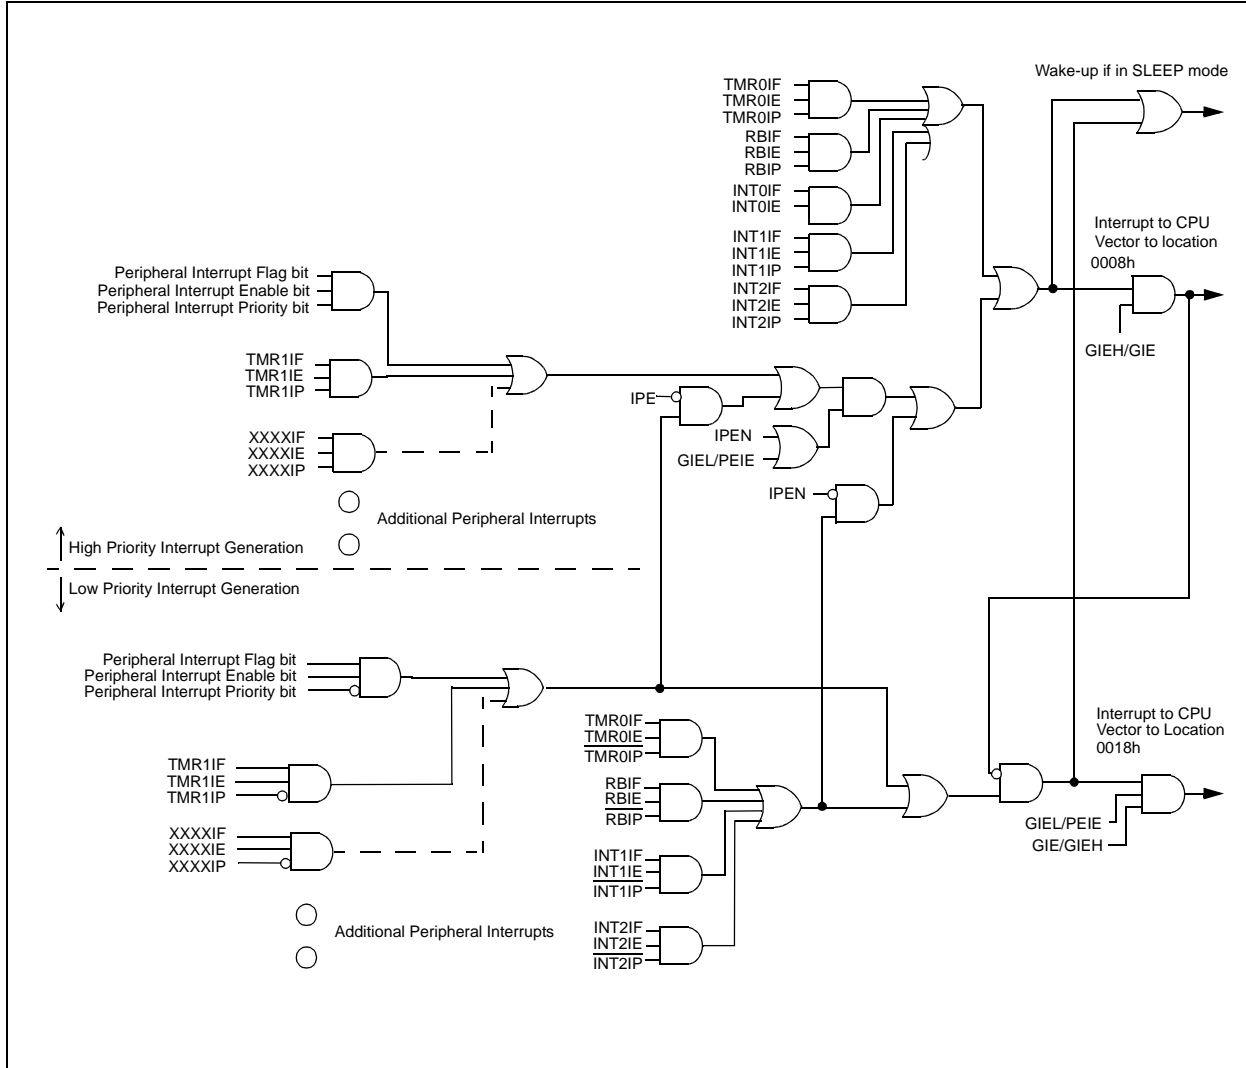 Wake-up if in SLEEP mode
TMR0IF
TMR0IE
TMR0IP
RBIF
RBIE
RBIP
INT0IF
INT0IE
INT1IF
INT1IE
INT1IP
INT2IF
INT2IE
INT2IP
Interrupt to CPU
Vector to location
0008h
GIEH/GIE
Peripheral Interrupt Flag bit
Peripheral Interrupt Enable bit
Peripheral Interrupt Priority bit
TMR1IF
TMR1IE
TMR1IP
XXXXIF
XXXXIE
XXXXIP
IPE
IPEN
GIEL/PEIE
IPEN
Additional Peripheral Interrupts
High Priority Interrupt Generation
Low Priority Interrupt Generation
Peripheral Interrupt Flag bit
Peripheral Interrupt Enable bit
Peripheral Interrupt Priority bit
TMR1IF
TMR1IE
TMR1IP
XXXXIF
XXXXIE
XXXXIP
Additional Peripheral Interrupts
TMR0IF
TMR0IE
TMR0IP
RBIF
RBIE
RBIP
INT1IF
INT1IE
INT1IP
INT2IF
INT2IE
INT2IP
Interrupt to CPU
Vector to Location
0018h
GIEL/PEIE
GIE/GIEH